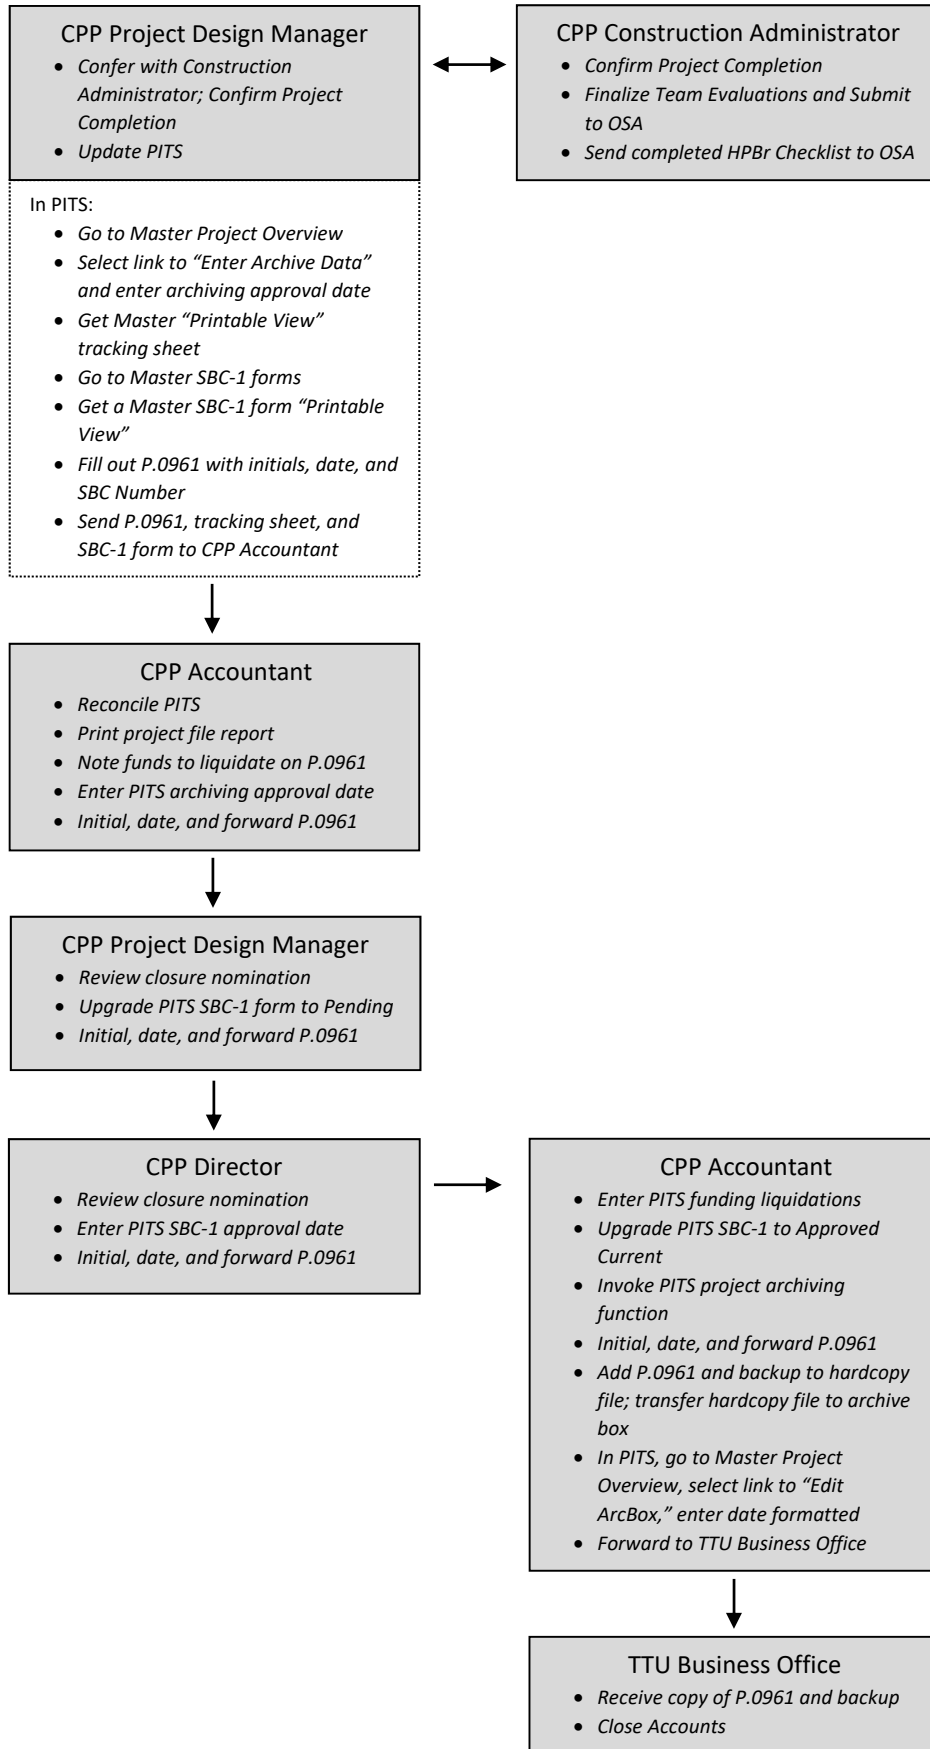 CPP Project Design Manager
• Confer with Construction
Administrator; Confirm Project
Completion
• Update PITS
CPP Construction Administrator
• Confirm Project Completion
• Finalize Team Evaluations and Submit
to OSA
• Send completed HPBr Checklist to OSA
In PITS:
• Go to Master Project Overview
• Select link to “Enter Archive Data”
and enter archiving approval date
• Get Master “Printable View”
tracking sheet
• Go to Master SBC-1 forms
• Get a Master SBC-1 form “Printable
View”
• Fill out P.0961 with initials, date, and
SBC Number
• Send P.0961, tracking sheet, and
SBC-1 form to CPP Accountant
CPP Accountant
• Reconcile PITS
• Print project file report
• Note funds to liquidate on P.0961
• Enter PITS archiving approval date
• Initial, date, and forward P.0961
CPP Project Design Manager
• Review closure nomination
• Upgrade PITS SBC-1 form to Pending
• Initial, date, and forward P.0961
CPP Director
• Review closure nomination
• Enter PITS SBC-1 approval date
• Initial, date, and forward P.0961
CPP Accountant
• Enter PITS funding liquidations
• Upgrade PITS SBC-1 to Approved
Current
• Invoke PITS project archiving
function
• Initial, date, and forward P.0961
• Add P.0961 and backup to hardcopy
file; transfer hardcopy file to archive
box
• In PITS, go to Master Project
Overview, select link to “Edit
ArcBox,” enter date formatted
• Forward to TTU Business Office
TTU Business Office
• Receive copy of P.0961 and backup
• Close Accounts